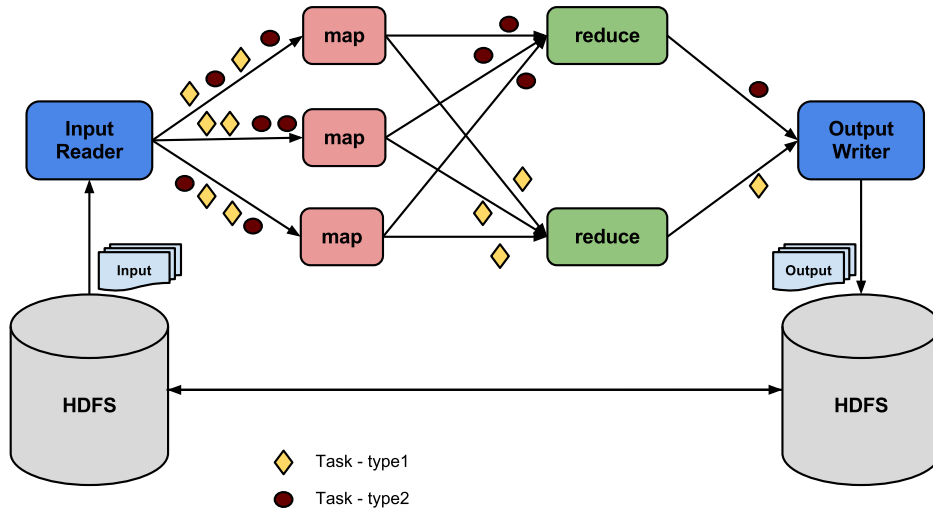 map
reduce
Input
Reader
map
Output
Writer
map
reduce
Input
Output
HDFS
HDFS
Task - type1
Task - type2